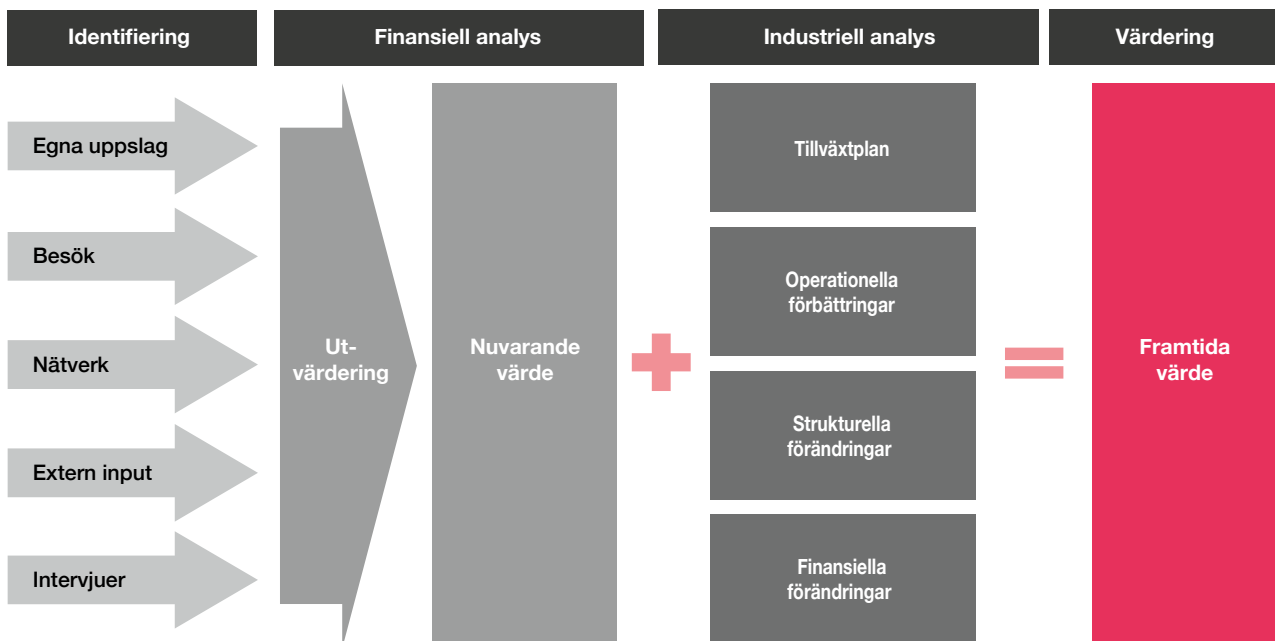 Identifiering
Finansiell analys
Industriell analys
Värdering
Egna uppslag
Besök
Nätverk
Extern input
Intervjuer
Ut-
värdering
Nuvarande
värde
Tillväxtplan
Operationella
förbättringar
Strukturella
förändringar
Finansiella
förändringar
Framtida
värde